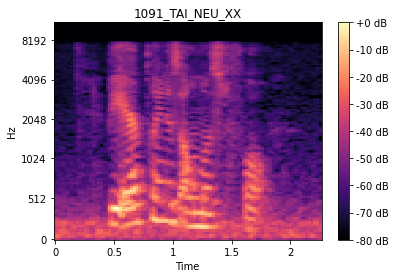 1091_TAI_NEU_XX
+0 dB
8192
-10 dB
-20 dB
4096
-30 dB
Hz
2048
-40 dB
1024
-50 dB
-60 dB
512
-70 dB
0
-80 dB
0 0.5 1 1.5 2
Time